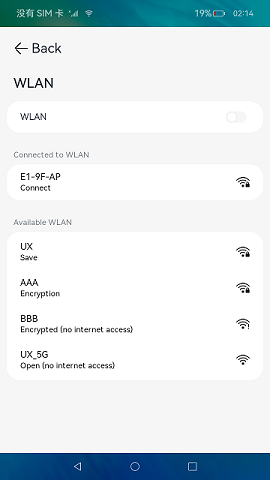 没有 SIM 卡 19% 02:14
Back
WLAN
WLAN
Connected to WLAN
E1-9F-AP
Connect
Available WLAN
UX
Save
AAA
Encryption
BBB
Encrypted (no internet access)
UX_5G
Open (no internet access)